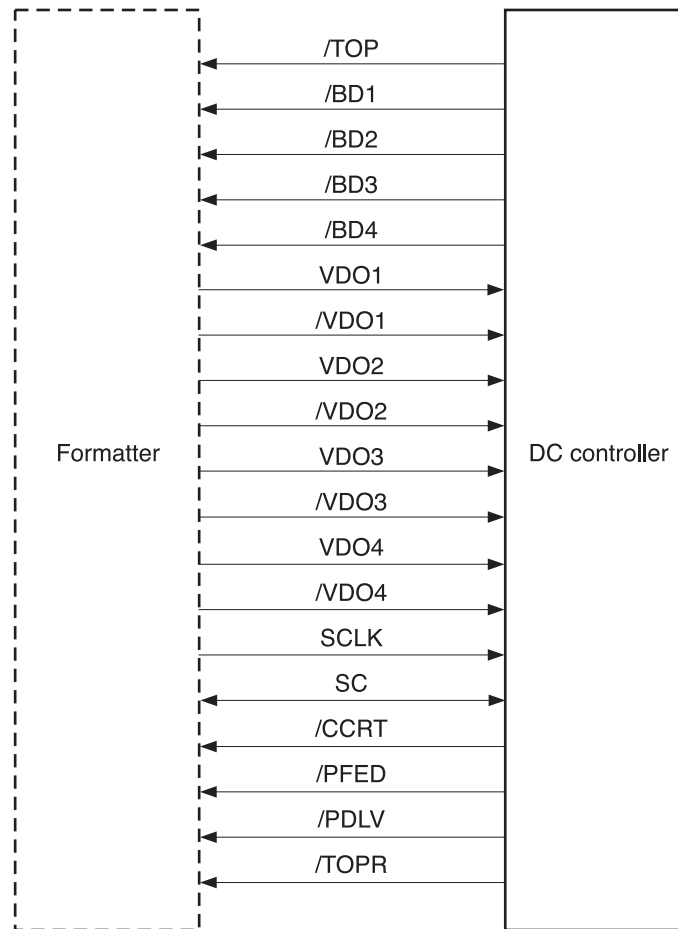 /TOP
/BD1
/BD2
/BD3
/BD4
VDO1
/VDO1
VDO2
/VDO2
Formatter
DC controller
VDO3
/VDO3
VDO4
/VDO4
SCLK
SC
/CCRT
/PFED
/PDLV
/TOPR